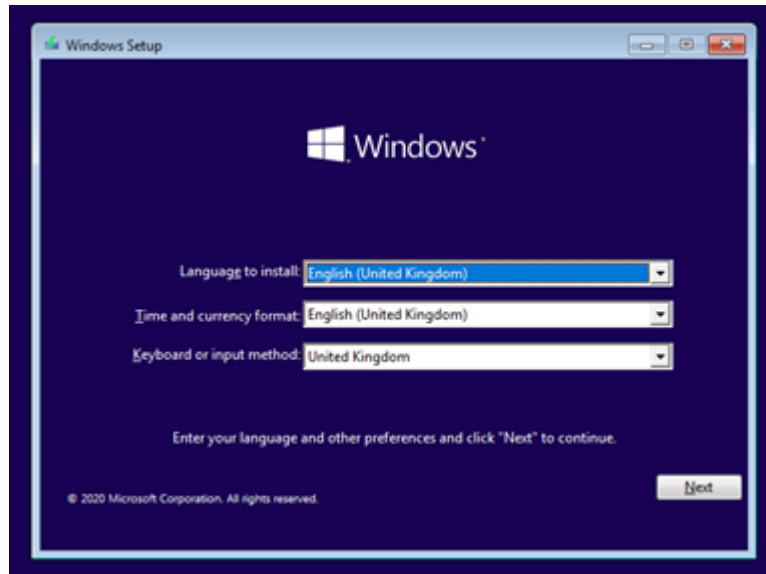 Windows Setup
Windows
Language to install: English (United Kingdom)
Time and currency format: English (United Kingdom)
Keyboard or input method: United Kingdom
Enter your language and other preferences and click "Next" to continue.
Next
© 2020 Microsoft Corporation. All rights reserved.